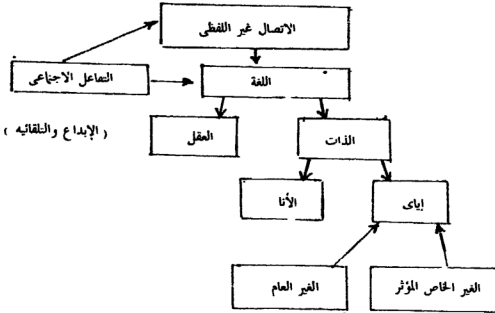 الاتصال غير اللفظى
التفاعل الاجتماعى
اللغة
(الإبداع والتلقائيه)
العقل
الذات
الأنا
إياى
الغير العام
الغير الخاص المؤثر